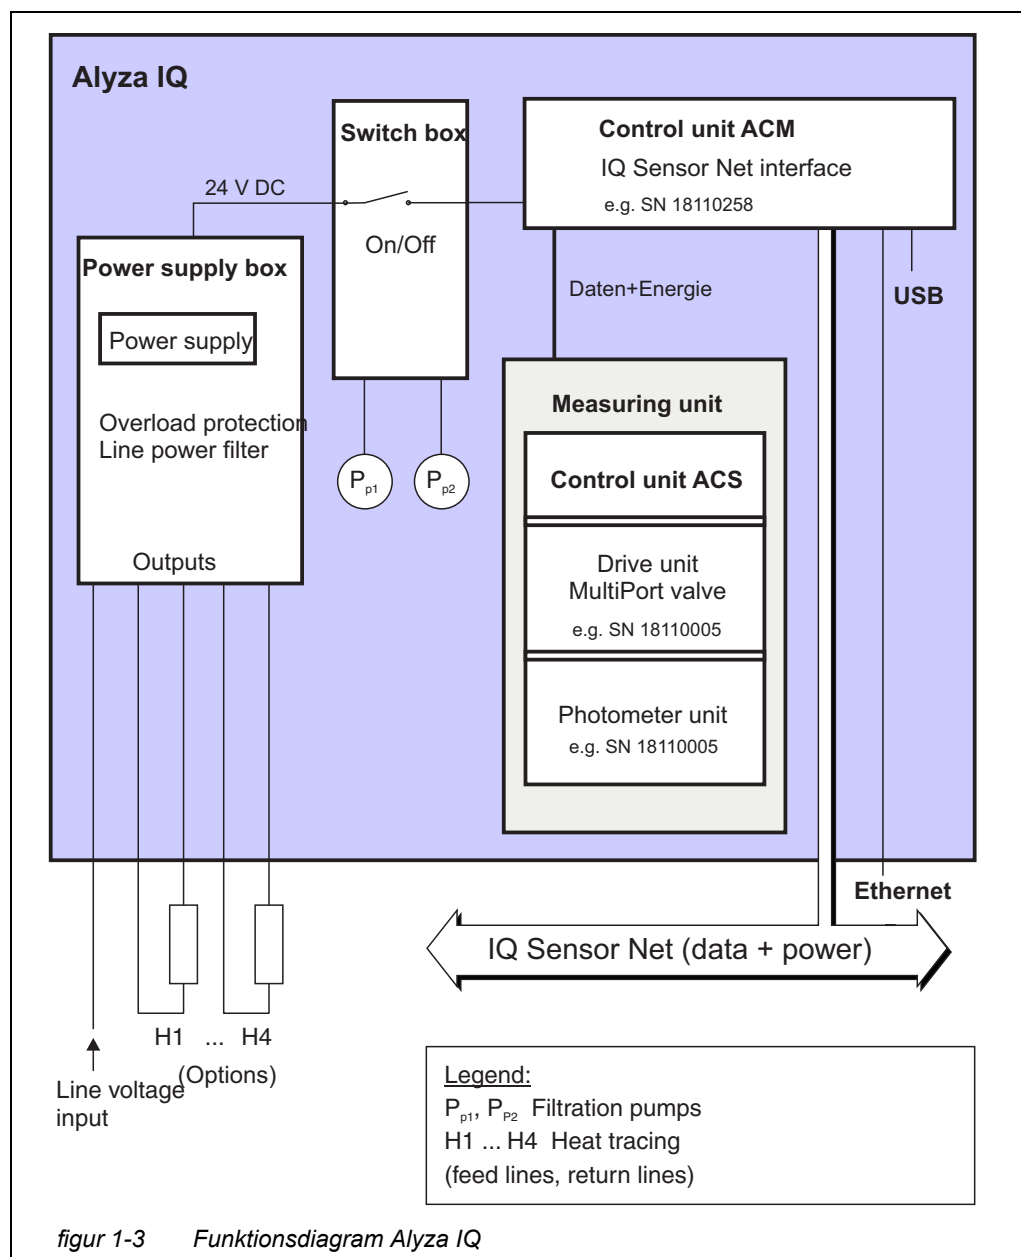 Alyza IQ
Switch box
Control unit ACM
IQ Sensor Net interface
e.g. SN 18110258
24 V DC
On/Off
Power supply box
Power supply
Overload protection
Line power filter
Outputs
Daten+Energie
USB
Measuring unit
Control unit ACS
Pp1
Pp2
Drive unit
MultiPort valve
e.g. SN 18110005
Photometer unit
e.g. SN 18110005
Ethernet
IQ Sensor Net (data + power)
H1 ... H4
(Options)
Line voltage
input
Legend:
Pp1, PP2 Filtration pumps
H1 ... H4 Heat tracing
(feed lines, return lines)
figur 1-3 Funktionsdiagram Alyza IQ